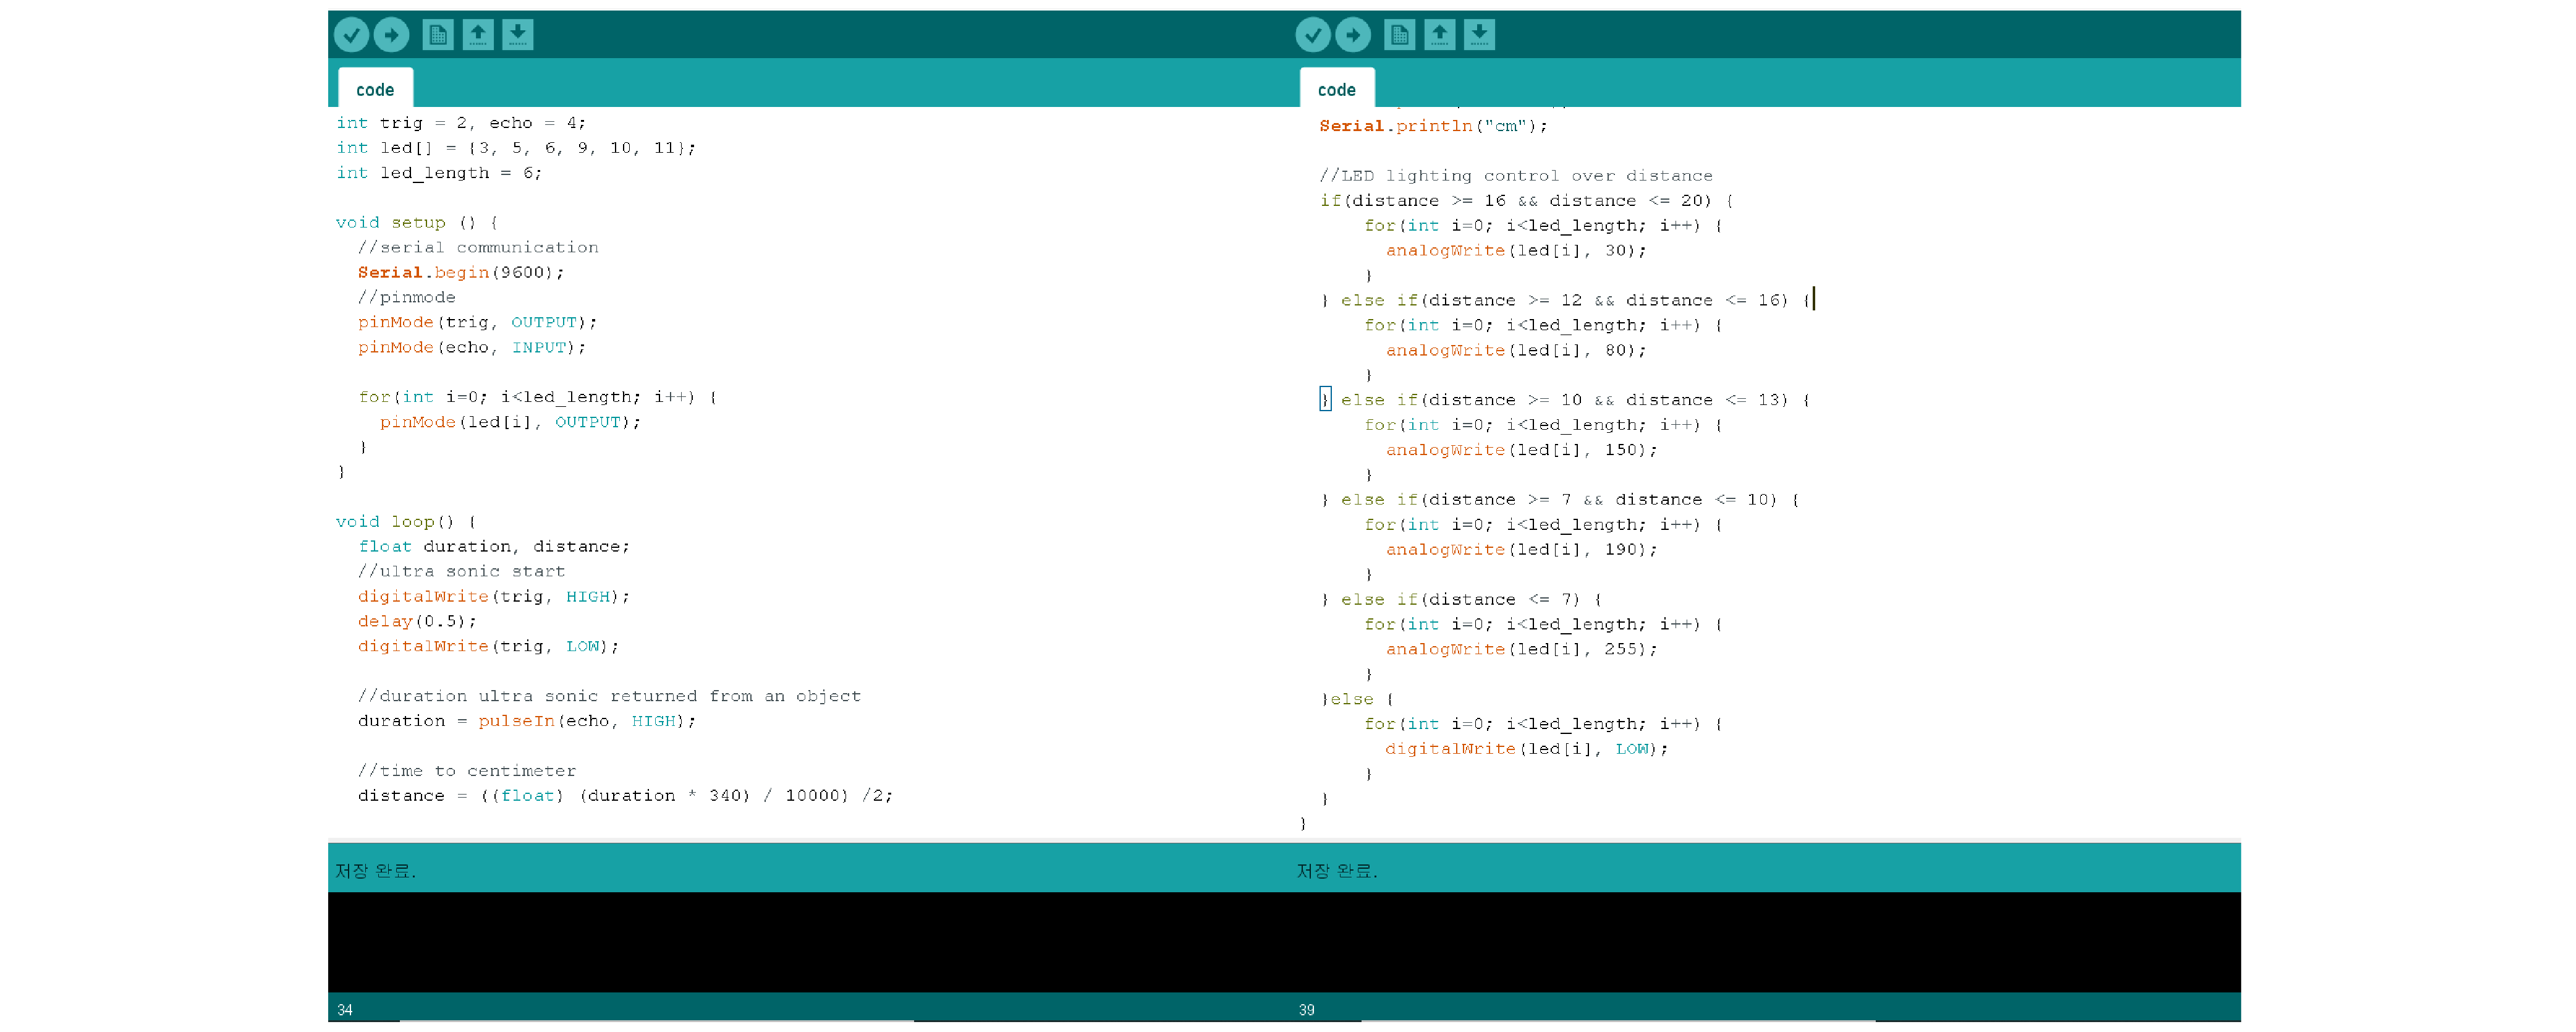 code
int trig = 2, echo = 4;
int led[] = {3, 5, 6, 9, 10, 11};
int led_length = 6;
void setup () {
//serial communication
Serial.begin(9600);
//pinmode
pinMode(trig, OUTPUT);
pinMode(echo, INPUT);
for(int i=0; i<led_length; i++) {
pinMode(led[i], OUTPUT);
}
}
void loop() {
float duration, distance;
//ultra sonic start
digitalWrite(trig, HIGH);
delay(0.5);
digitalWrite(trig, LOW);
//duration ultra sonic returned from an object
duration = pulseIn(echo, HIGH);
//time to centimeter
distance = ((float) (duration * 340) / 10000) /2;
저장 완료.
34
code
Serial.println("cm");
//LED lighting control over distance
if(distance >= 16 && distance <= 20) {
for(int i=0; i<led_length; i++) {
analogWrite(led[i], 30);
}
} else if(distance >= 12 && distance <= 16) {
for(int i=0; i<led_length; i++) {
analogWrite(led[i], 80);
}
} else if(distance >= 10 && distance <= 13) {
for(int i=0; i<led_length; i++) {
analogWrite(led[i], 150);
}
} else if(distance >= 7 && distance <= 10) {
for(int i=0; i<led_length; i++) {
analogWrite(led[i], 190);
}
} else if(distance <= 7) {
for(int i=0; i<led_length; i++) {
analogWrite(led[i], 255);
}
}else {
for(int i=0; i<led_length; i++) {
digitalWrite(led[i], LOW);
}
}
}
저장 완료.
39